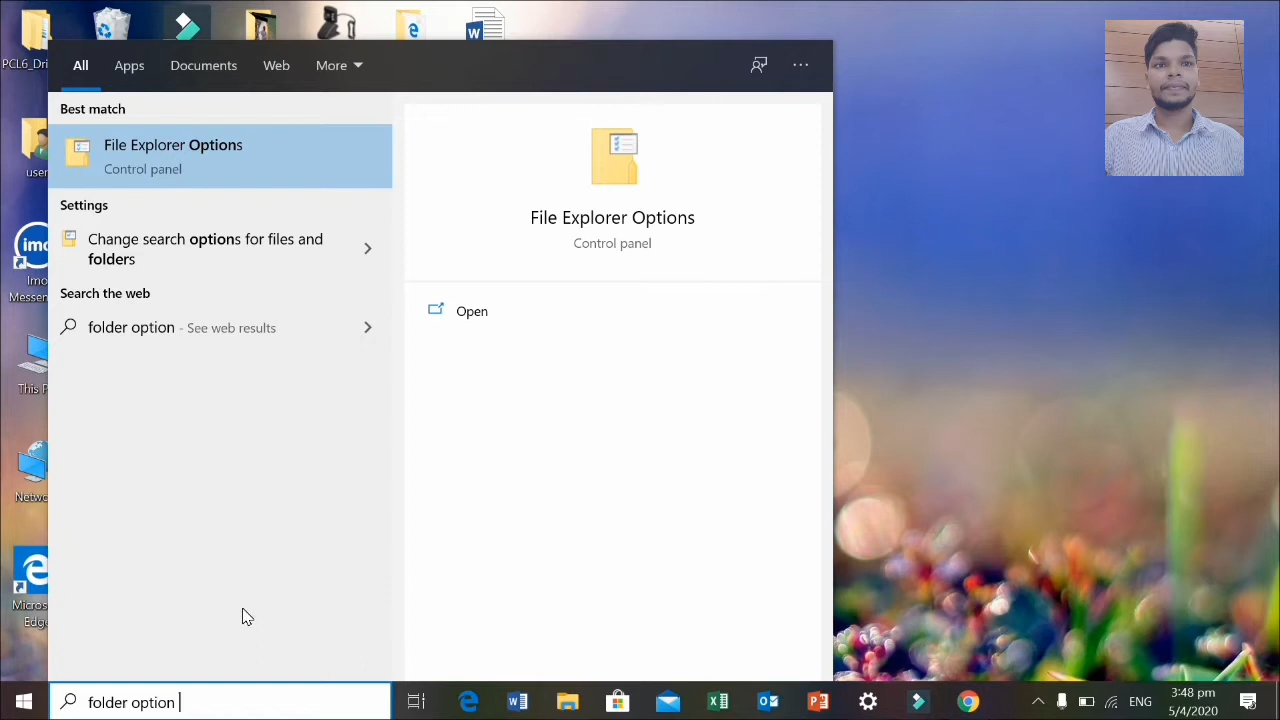 PCL6_Dri
All Apps Documents Web More
Best match
File Explorer Options
Control panel
Settings
Change search options for files and
folders
Search the web
folder option - See web results
File Explorer Options
Control panel
Open
user
imo
Imo
Messen
This P
Netwo
Micros
Edge
folder option
ENG
3:48 pm
5/4/2020